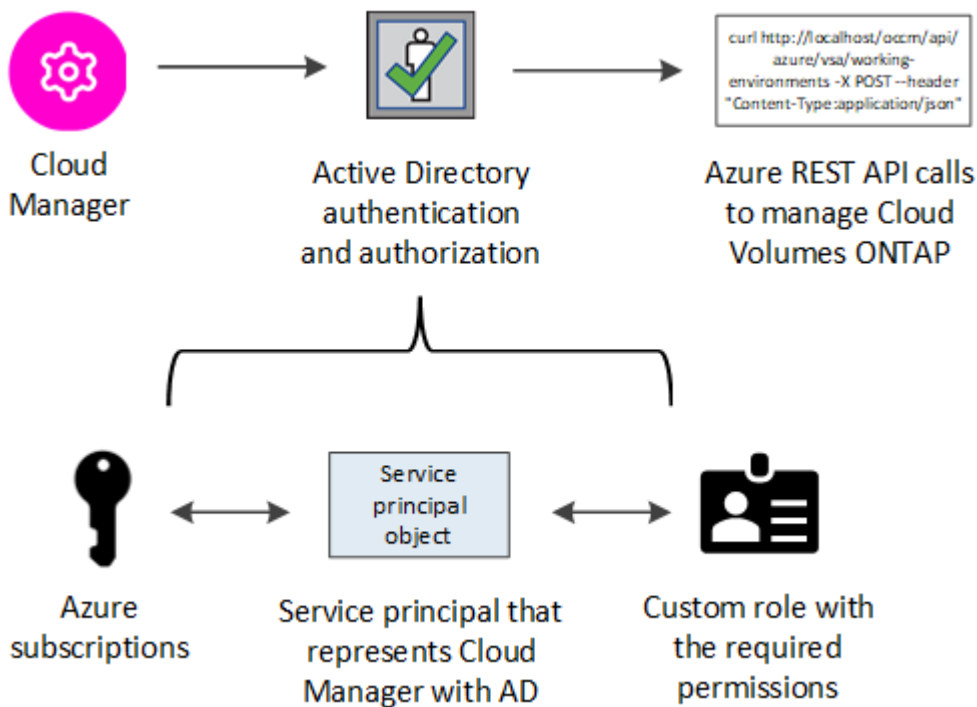 curl http://localhost/occm/api/
azure/vsa/working-
environments -X POST --header
"Content-Type:application/json"
Cloud
Manager
Active Directory
authentication
and authorization
Azure REST API calls
to manage Cloud
Volumes ONTAP
Service
principal
object
Azure
subscriptions
Service principal that
represents Cloud
Manager with AD
Custom role with
the required
permissions